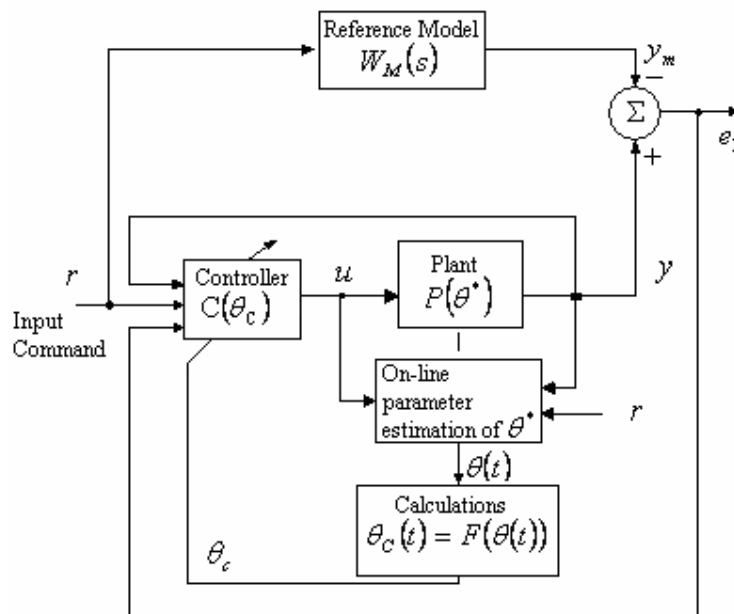 Reference Model
W_M(s)
y_m
−
Σ
+
e
r
Input
Command
Controller
C(θ_C)
u
Plant
P(θ*)
y
On-line
parameter
estimation of θ*
r
θ(t)
Calculations
θ_C(t) = F(θ(t))
θ_c